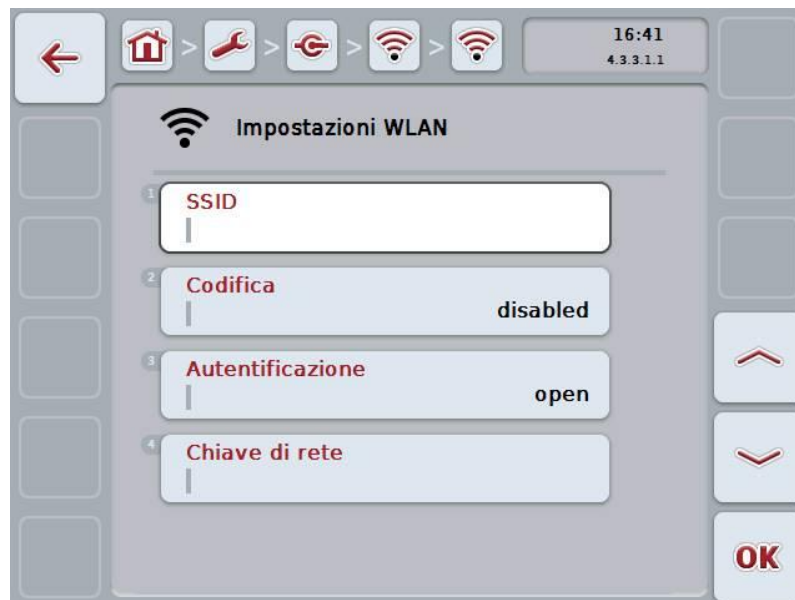 16:41
4.3.3.1.1
Impostazioni WLAN
1
SSID
2
Codifica
disabled
3
Autentificazione
open
4
Chiave di rete
OK